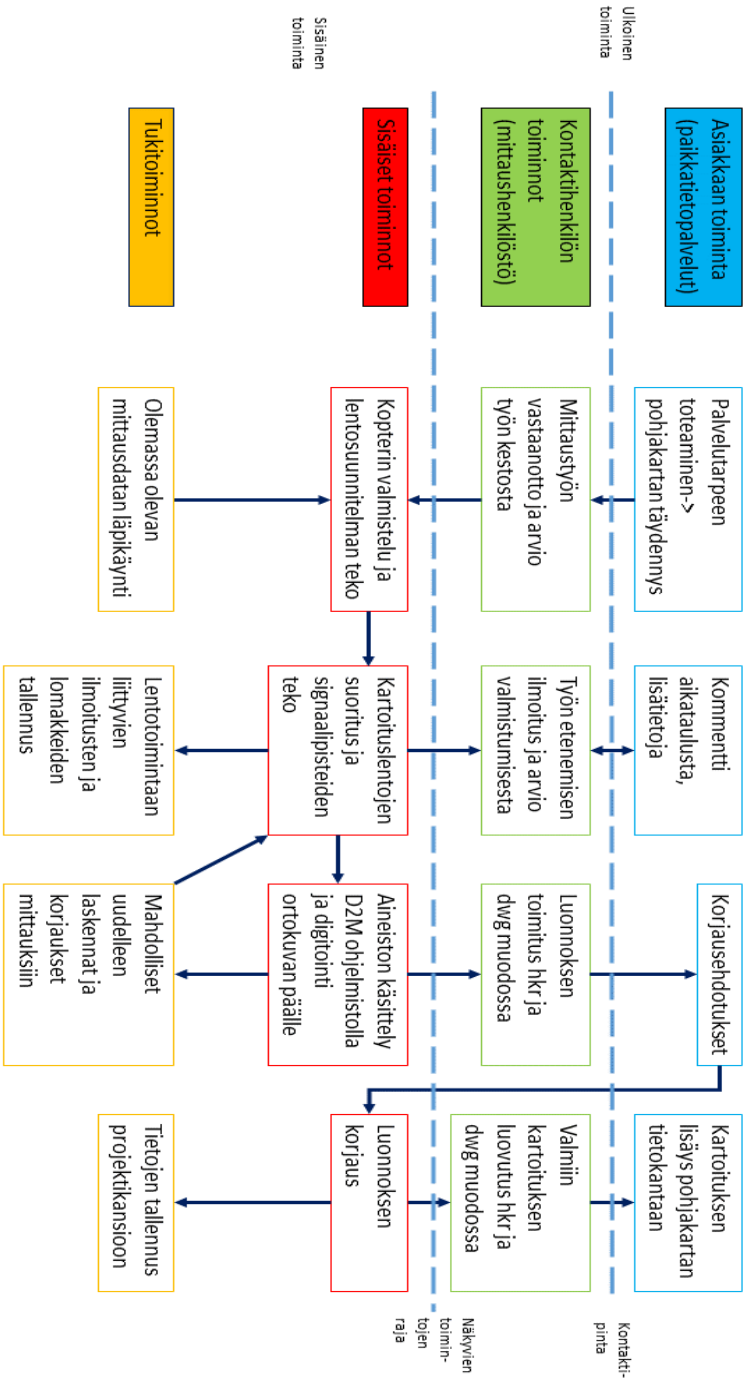 Ulkoinen
toiminta
Sisäinen
toiminta
Asiakkaan toiminta
(paikkatietopalvelut)
Palvelutarpeen
toteaminen->
pohjakartan täydennys
Kommentti
aikataulusta,
lisätietoja
Korjausehdotukset
Kartoituksen
lisäys pohjakartan
tietokantaan
Kontakti-
pinta
Kontaktihenkilön
toiminnot
(mittaushenkilöstö)
Mittaustyön
vastaanotto ja arvio
työn kestosta
Työn etenemisen
ilmoitus ja arvio
valmistumisesta
Luonnoksen
toimitus hkr ja
dwg muodossa
Valmiin
kartoituksen
luovutus hkr ja
dwg muodossa
Näkyvien
toimin-
tojen
raja
Sisäiset toiminnot
Kopterin valmistelu ja
lentosuunnitelman teko
Kartoituslentojen
suoritus ja
signaalipisteiden
teko
Aineiston käsittely
D2M ohjelmistolla
ja digitointi
ortokuvan päälle
Luonnoksen
korjaus
Tukitoiminnot
Olemassa olevan
mittausdatan läpikäynti
Lentotoimintaan
liittyvien
ilmoitusten ja
lomakkeiden
tallennus
Mahdolliset
uudelleen
laskennat ja
korjaukset
mittauksiin
Tietojen tallennus
projektikansioon